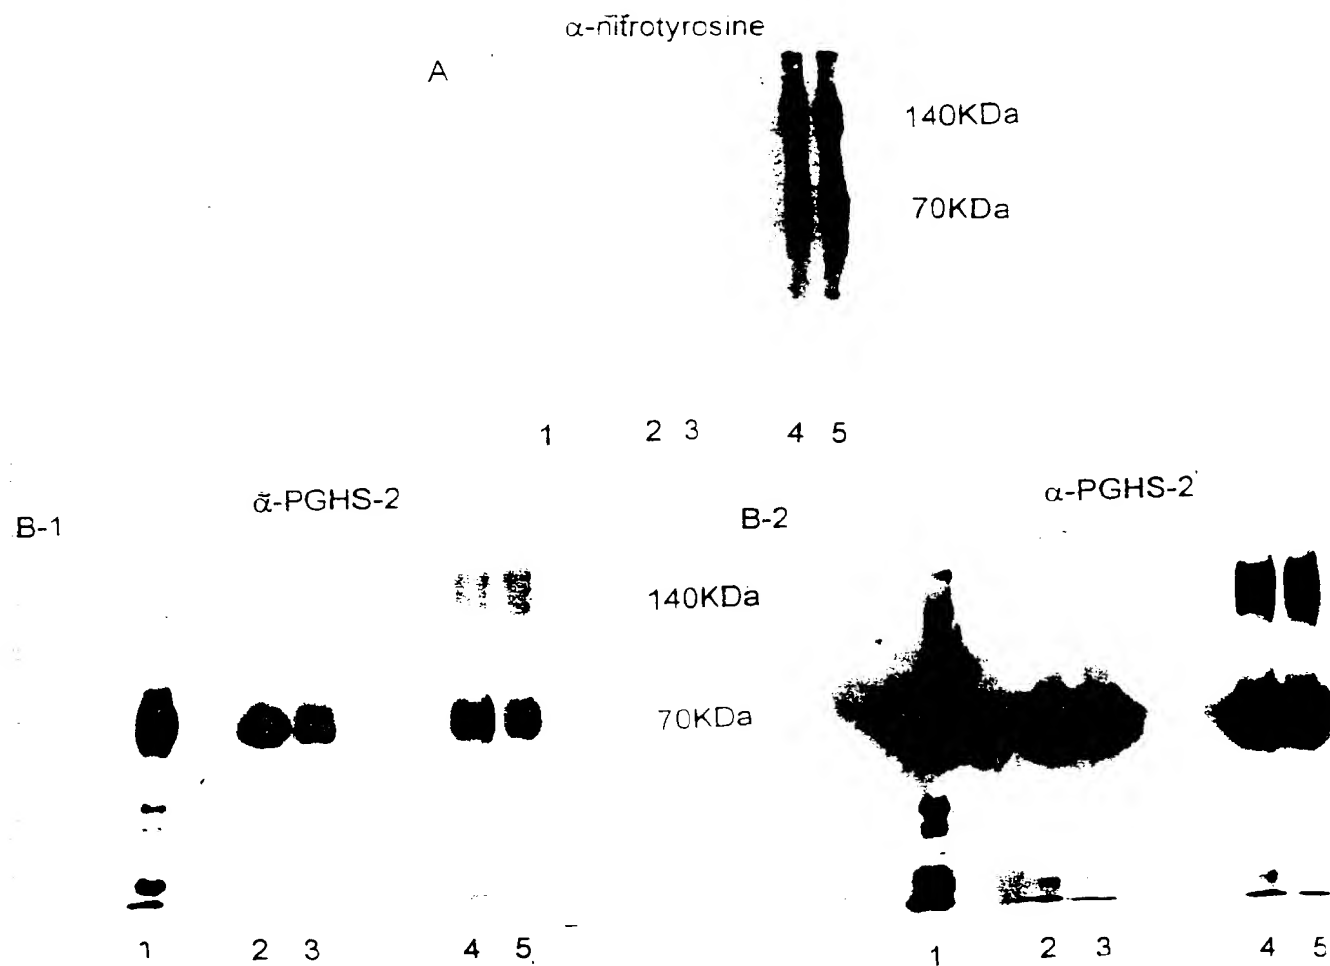 α-nitrotyrosine
A
140KDa
70KDa
1 2 3 4 5
α-PGHS-2
B-1
140KDa
70KDa
1 2 3 4 5
α-PGHS-2
B-2
1 2 3 4 5